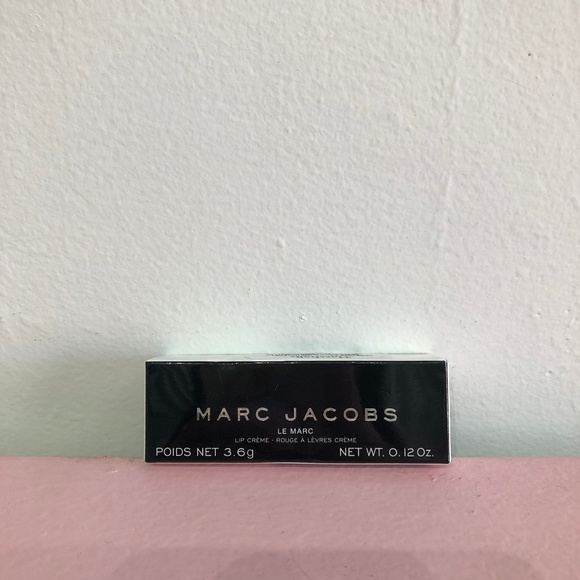 MARC JACOBS
LE MARC
LIP CRÈME · ROUGE À LÈVRES CRÈME
POIDS NET 3.6g NET WT. 0.12 Oz.